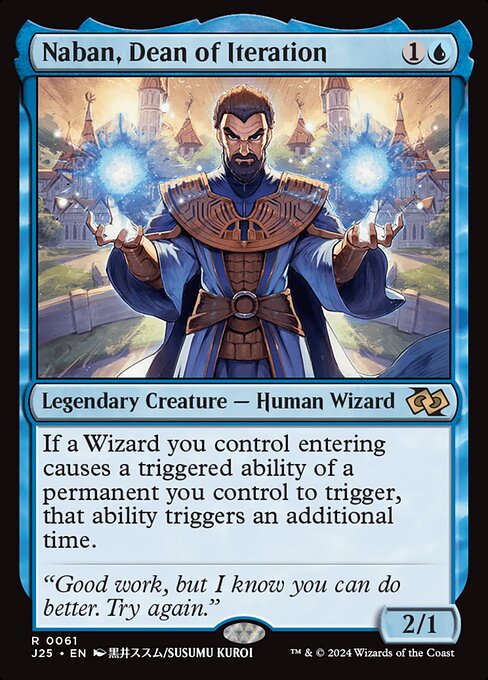 Naban, Dean of Iteration 1
Legendary Creature — Human Wizard
If a Wizard you control entering
causes a triggered ability of a
permanent you control to trigger,
that ability triggers an additional
time.
“Good work, but I know you can do
better. Try again.”
2/1
R 0061
J25 • EN 黒井ススム/SUSUMU KUROI
™ & © 2024 Wizards of the Coast